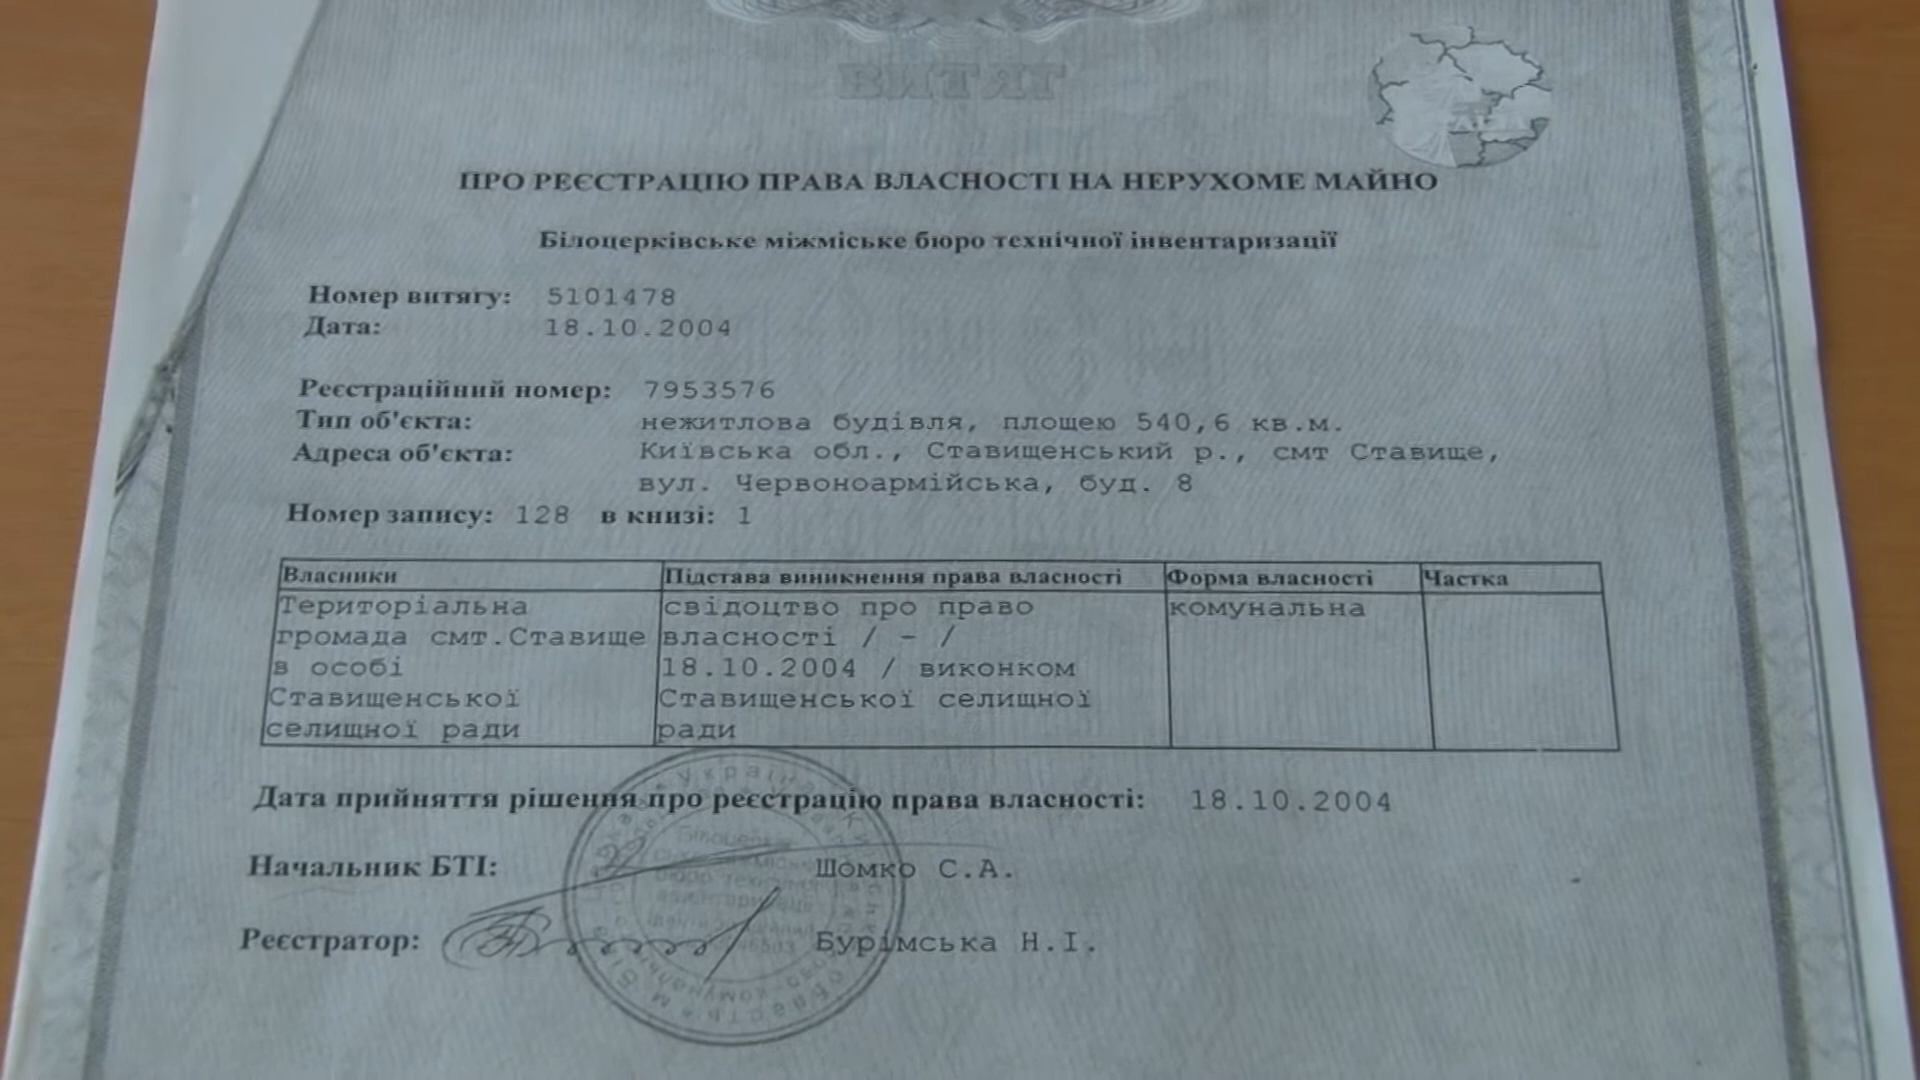 ВИТЯГ
ПРО РЕЄСТРАЦІЮ ПРАВА ВЛАСНОСТІ НА НЕРУХОМЕ МАЙНО
Білоцерківське міжміське бюро технічної інвентаризації
Номер витягу: 5101478
Дата: 18.10.2004
Реєстраційний номер: 7953576
Тип об'єкта: нежитлова будівля, площею 540,6 кв.м.
Адреса об'єкта: Київська обл., Ставищенський р., смт Ставище,
вул. Червоноармійська, буд. 8
Номер запису: 128 в книзі: 1
Власники Підстава виникнення права власності Форма власності Частка
Територіальна свідоцтво про право комунальна
громада смт.Ставище власності / - /
в особі 18.10.2004 / виконком
Ставищенської Ставищенської селищної
селищної ради ради
Дата прийняття рішення про реєстрацію права власності: 18.10.2004
Начальник БТІ: Шомко С.А.
Реєстратор: Бурімська Н.І.
Україна